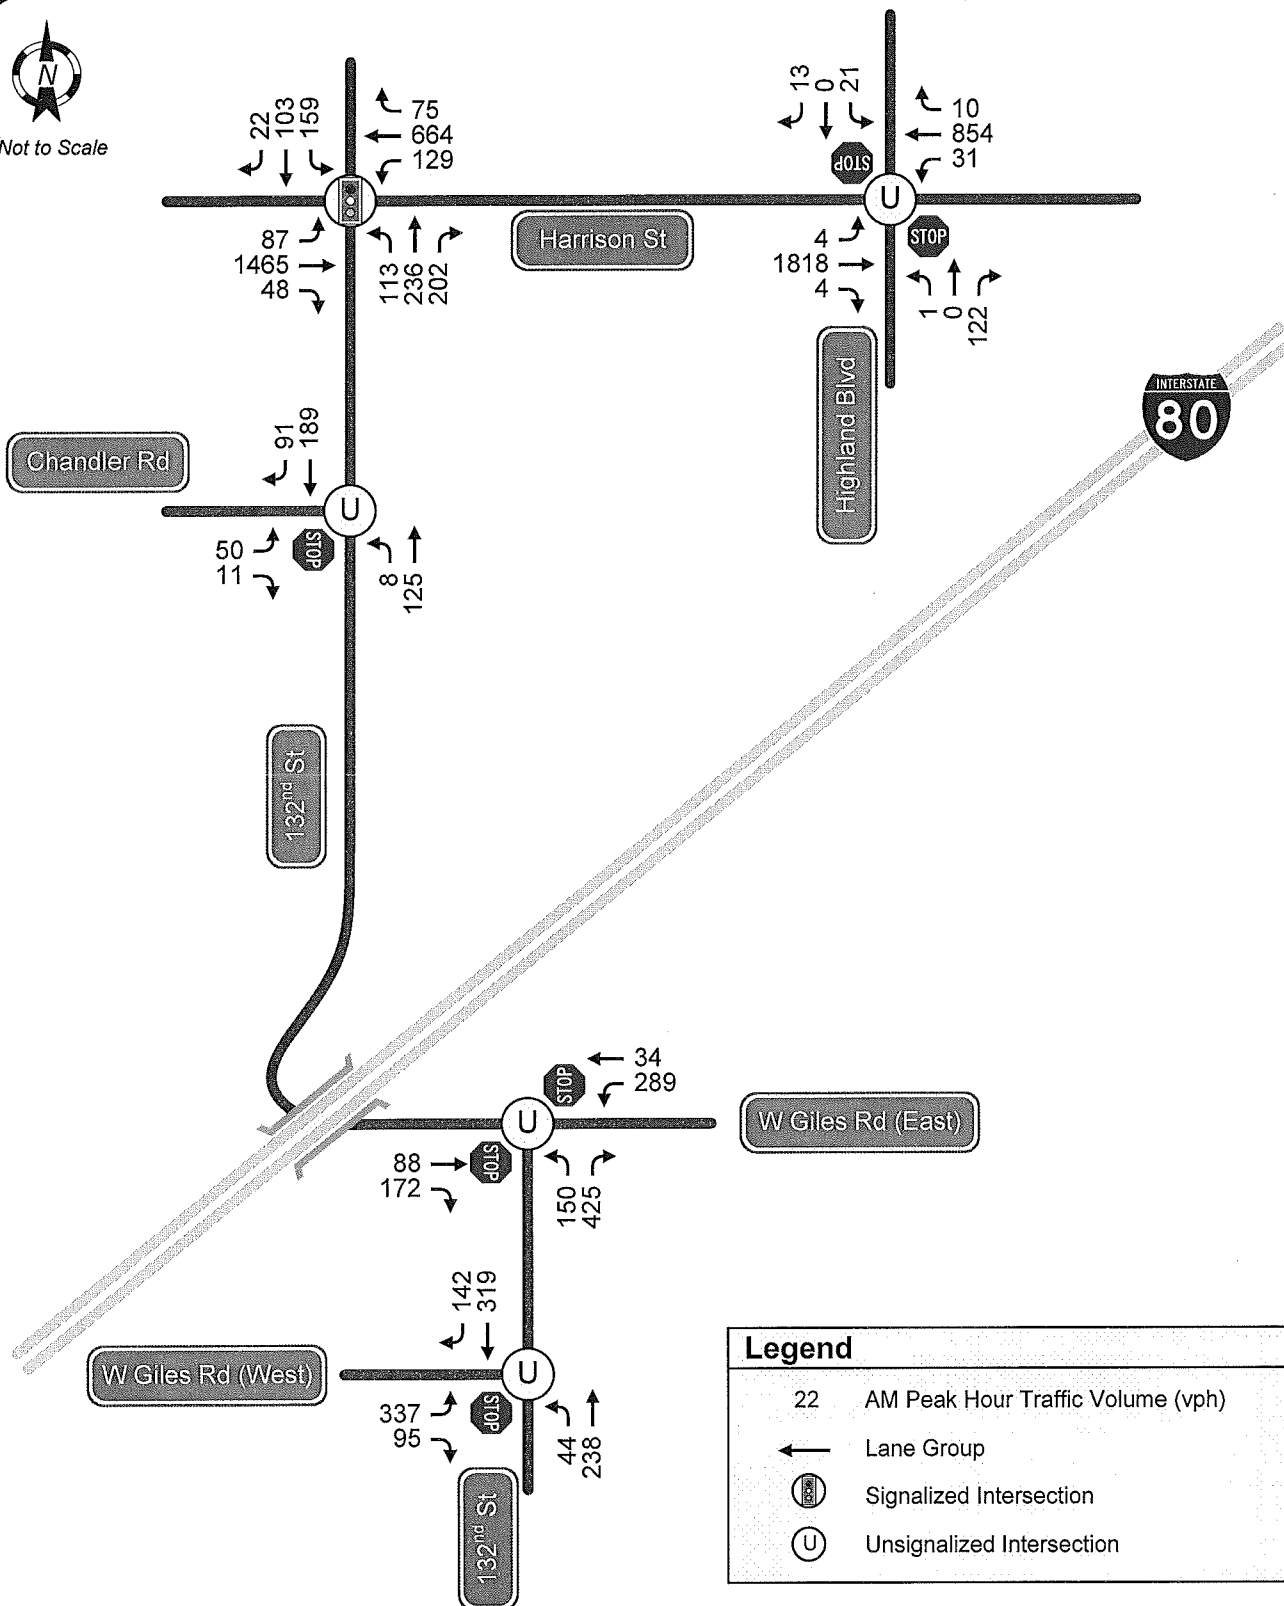 N
Not to Scale
22
103
159
75
664
129
87
1465
48
113
236
202
Harrison St
13
0
21
10
854
31
STOP
U
STOP
4
1818
4
1
0
122
Highland Blvd
INTERSTATE
80
Chandler Rd
91
189
U
STOP
50
11
8
125
132nd St
34
289
STOP
U
W Giles Rd (East)
88
172
STOP
150
425
142
319
W Giles Rd (West)
U
337
95
STOP
44
238
132nd St
Legend
22 AM Peak Hour Traffic Volume (vph)
Lane Group
Signalized Intersection
U Unsignalized Intersection